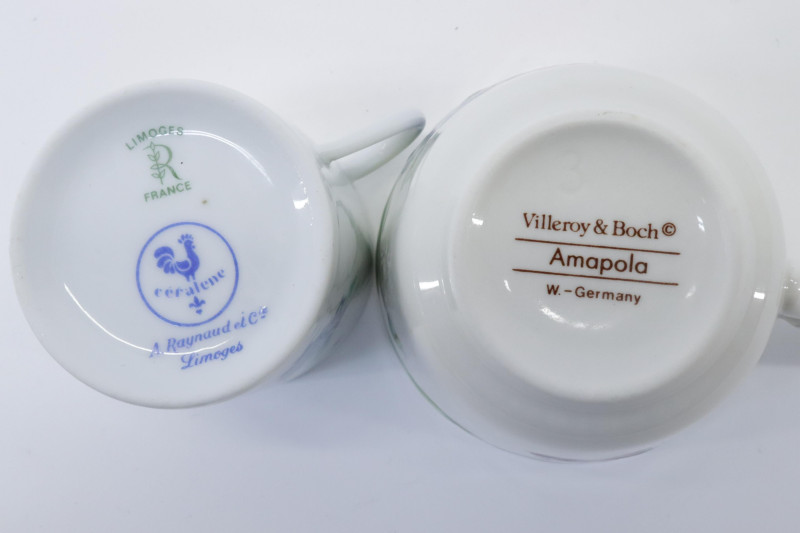 LIMOGES
R
FRANCE
céralene
A. Raynaud et Cie
Limoges
Villeroy & Boch ©
Amapola
W.-Germany